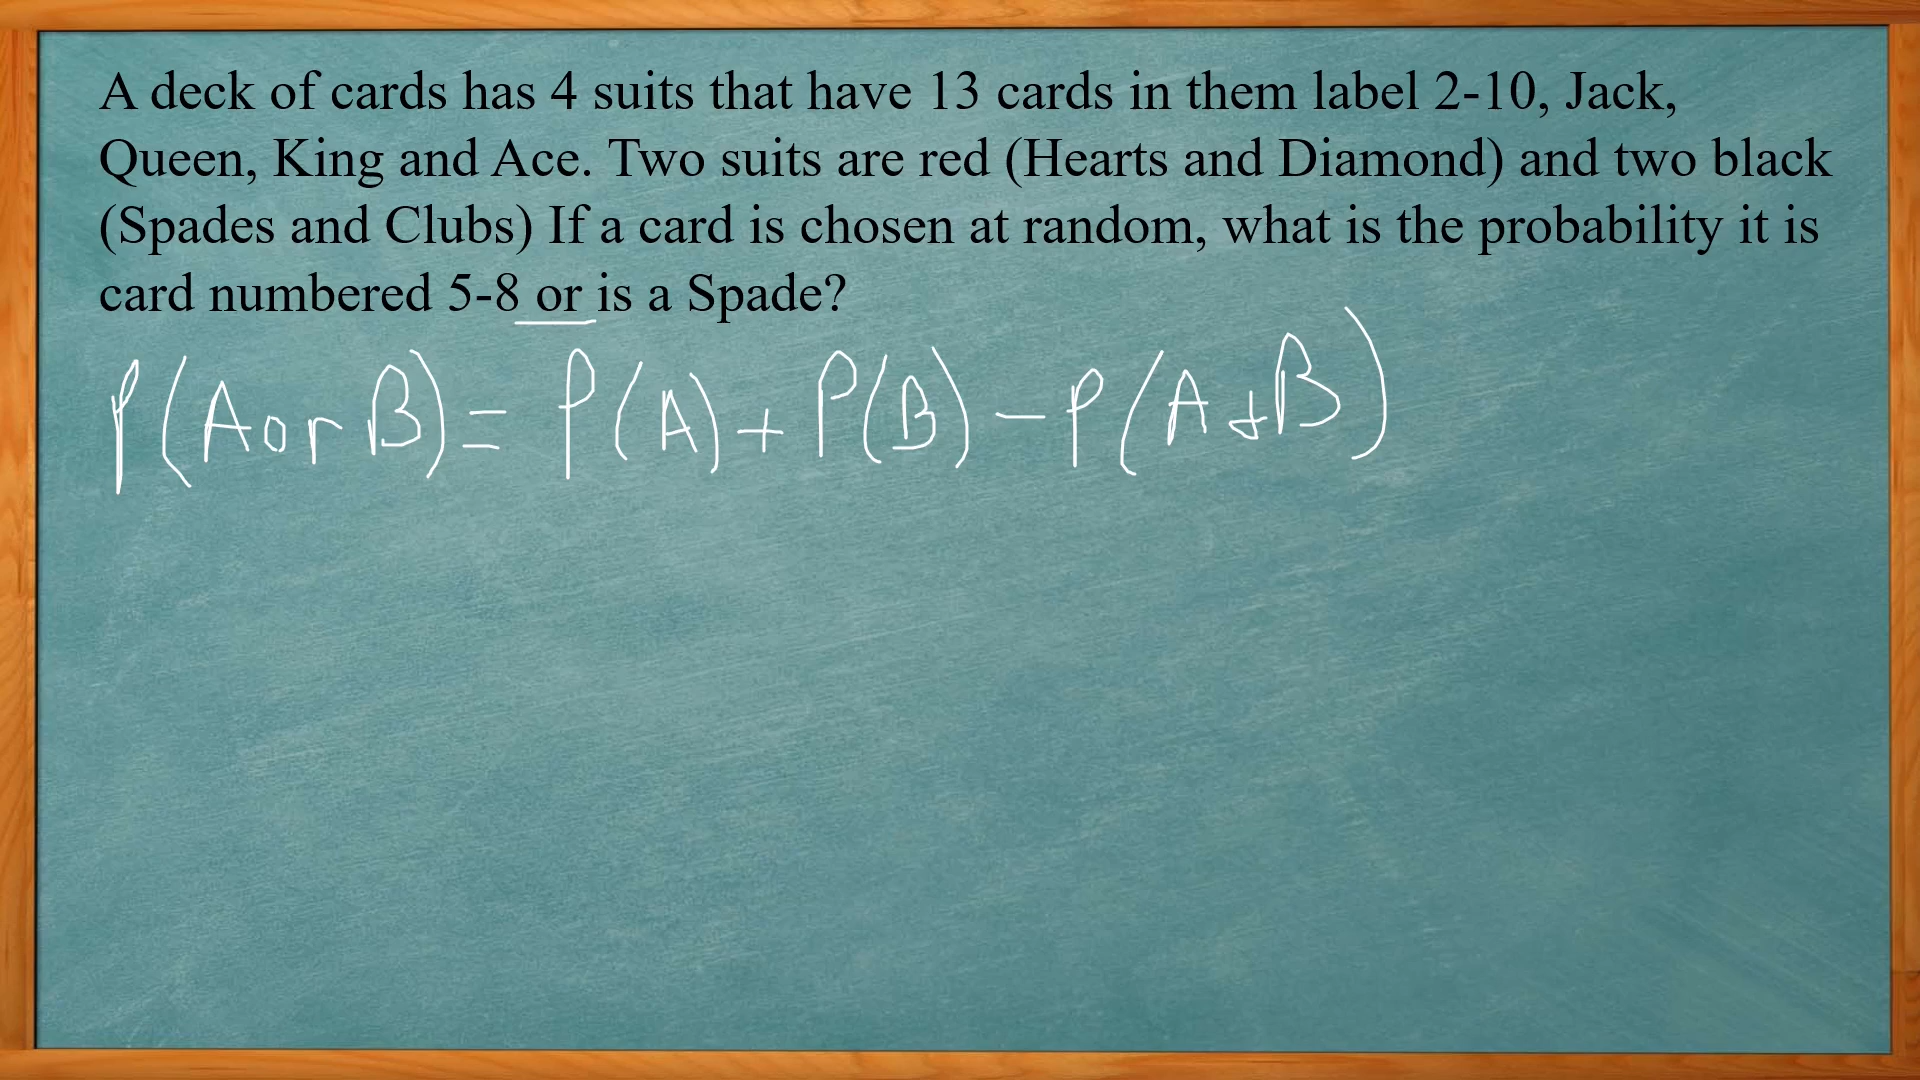 A deck of cards has 4 suits that have 13 cards in them label 2-10, Jack,
Queen, King and Ace. Two suits are red (Hearts and Diamond) and two black
(Spades and Clubs) If a card is chosen at random, what is the probability it is
card numbered 5-8 or is a Spade?
P(A or B) = P(A) + P(B) - P(A & B)